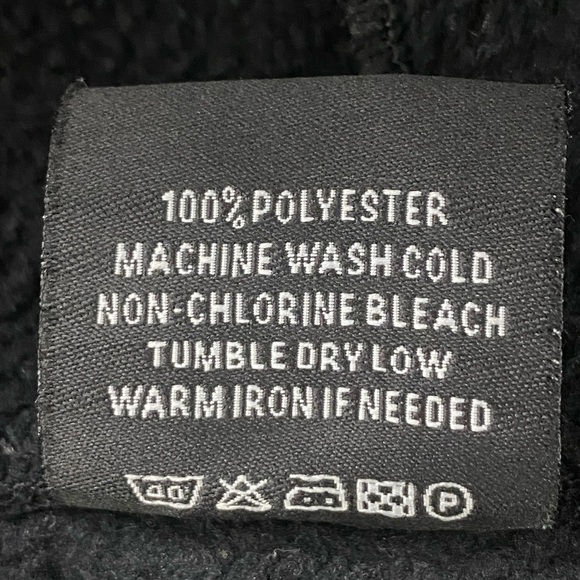 100% POLYESTER
MACHINE WASH COLD
NON-CHLORINE BLEACH
TUMBLE DRY LOW
WARM IRON IF NEEDED
P